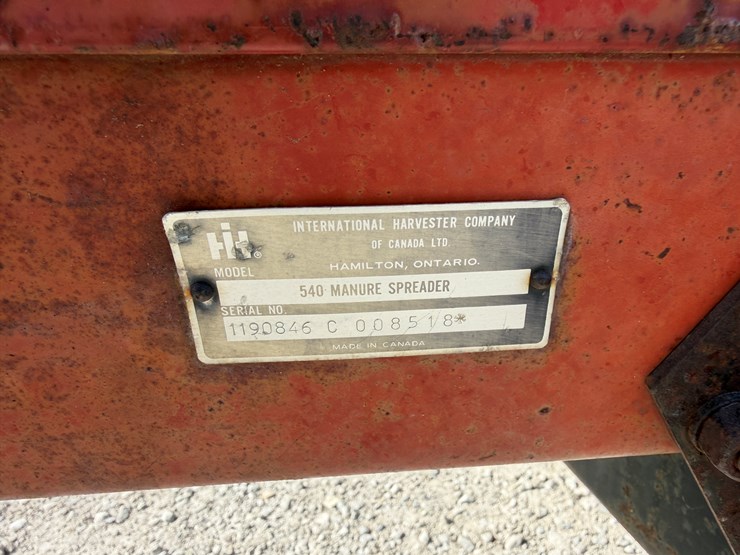 INTERNATIONAL HARVESTER COMPANY
OF CANADA LTD.
IH®
HAMILTON, ONTARIO.
MODEL
540 MANURE SPREADER
SERIAL NO.
1190846 C 008518*
MADE IN CANADA